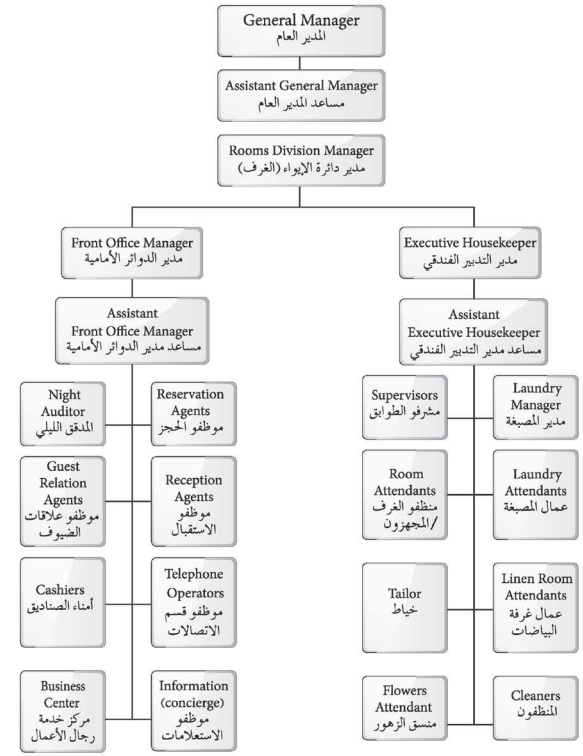 General Manager
المدير العام
Assistant General Manager
مساعد المدير العام
Rooms Division Manager
مدير دائرة الإيواء (الغرف)
Front Office Manager
مدير الدوائر الأمامية
Executive Housekeeper
مدير التدبير الفندقي
Assistant
Front Office Manager
مساعد مدير الدوائر الأمامية
Assistant
Executive Housekeeper
مساعد مدير التدبير الفندقي
Night
Auditor
المدقق الليلي
Reservation
Agents
موظفو الحجز
Supervisors
مشرفو الطوابق
Laundry
Manager
مدير المصبغة
Guest
Relation
Agents
موظفو علاقات
الضيوف
Reception
Agents
موظفو
الاستقبال
Room
Attendants
منظفو الغرف
/المجهزون
Laundry
Attendants
عمال المصبغة
Cashiers
أمناء الصناديق
Telephone
Operators
موظفو قسم
الاتصالات
Tailor
خياط
Linen Room
Attendants
عمال غرفة
البياضات
Business
Center
مركز خدمة
رجال الأعمال
Information
(concierge)
موظفو
الاستعلامات
Flowers
Attendant
منسق الزهور
Cleaners
المنظفون